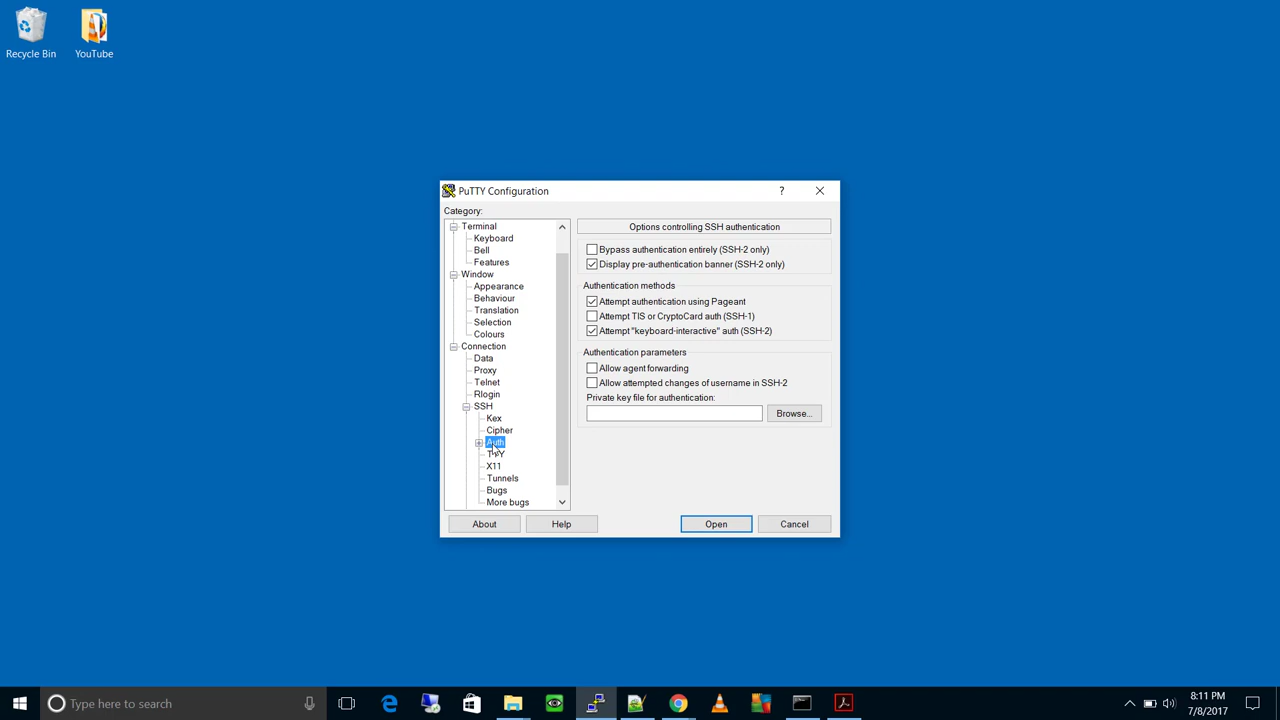 Recycle Bin
YouTube
PuTTY Configuration
?
Category:
Terminal
Keyboard
Bell
Features
Window
Appearance
Behaviour
Translation
Selection
Colours
Connection
Data
Proxy
Telnet
Rlogin
SSH
Kex
Cipher
Auth
TTY
X11
Tunnels
Bugs
More bugs
Options controlling SSH authentication
Bypass authentication entirely (SSH-2 only)
Display pre-authentication banner (SSH-2 only)
Authentication methods
Attempt authentication using Pageant
Attempt TIS or CryptoCard auth (SSH-1)
Attempt "keyboard-interactive" auth (SSH-2)
Authentication parameters
Allow agent forwarding
Allow attempted changes of username in SSH-2
Private key file for authentication:
Browse...
About
Help
Open
Cancel
Type here to search
8:11 PM
7/8/2017